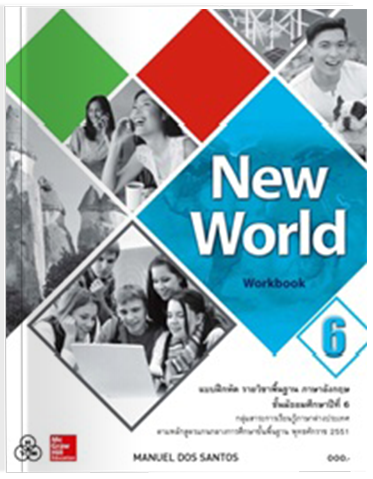 New
World
Workbook
6
แบบฝึกหัด รายวิชาพื้นฐาน ภาษาอังกฤษ
ชั้นมัธยมศึกษาปีที่ 6
กลุ่มสาระการเรียนรู้ภาษาต่างประเทศ
ตามหลักสูตรแกนกลางการศึกษาขั้นพื้นฐาน พุทธศักราช 2551
Mc
Graw
Hill
Education
MANUEL DOS SANTOS